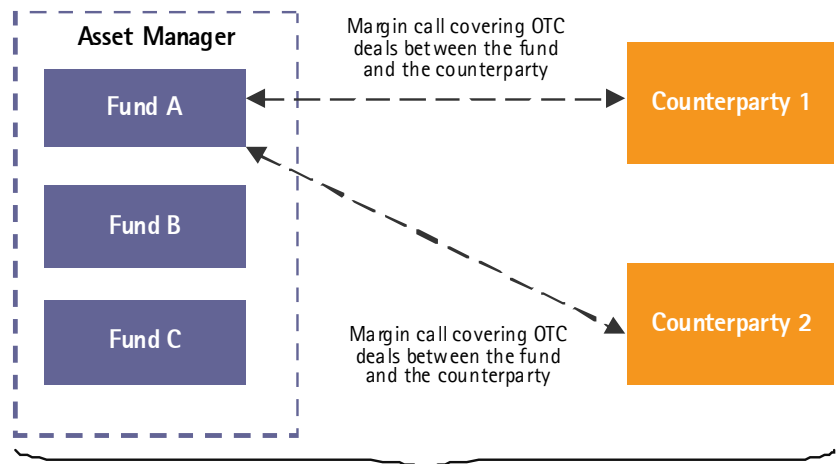 Asset Manager
Margin call covering OTC
deals between the fund
and the counterparty
Fund A
Counterparty 1
Fund B
Fund C
Counterparty 2
Margin call covering OTC
deals between the fund
and the counterparty